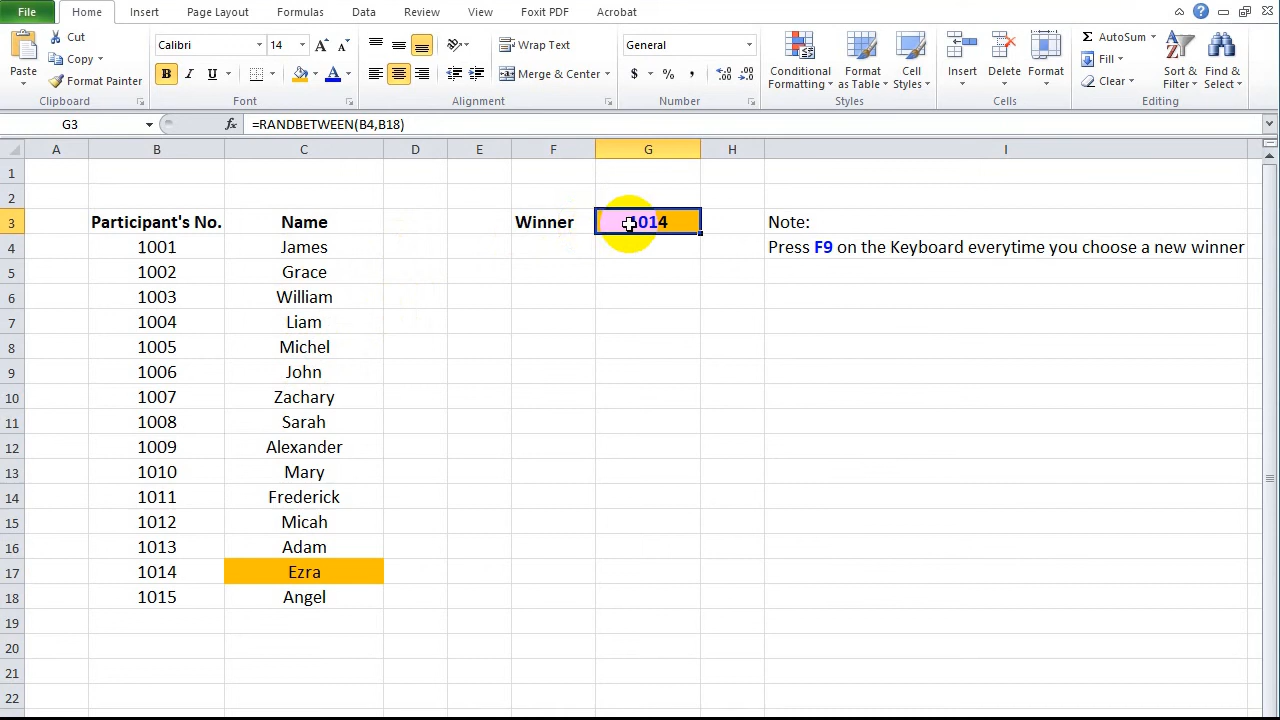 File Home Insert Page Layout Formulas Data Review View Foxit PDF Acrobat
Paste
Cut
Copy
Format Painter
Clipboard
Calibri 14
B I U
Font
Wrap Text
Merge & Center
Alignment
General
$ %
Number
Conditional Formatting
Format as Table
Cell Styles
Styles
Insert Delete Format
Cells
AutoSum
Fill
Clear
Sort & Filter
Find & Select
Editing
G3 fx =RANDBETWEEN(B4,B18)
A B C D E F G H I
1
2
3 Participant's No. Name Winner 1014 Note:
4 1001 James Press F9 on the Keyboard everytime you choose a new winner
5 1002 Grace
6 1003 William
7 1004 Liam
8 1005 Michel
9 1006 John
10 1007 Zachary
11 1008 Sarah
12 1009 Alexander
13 1010 Mary
14 1011 Frederick
15 1012 Micah
16 1013 Adam
17 1014 Ezra
18 1015 Angel
19
20
21
22